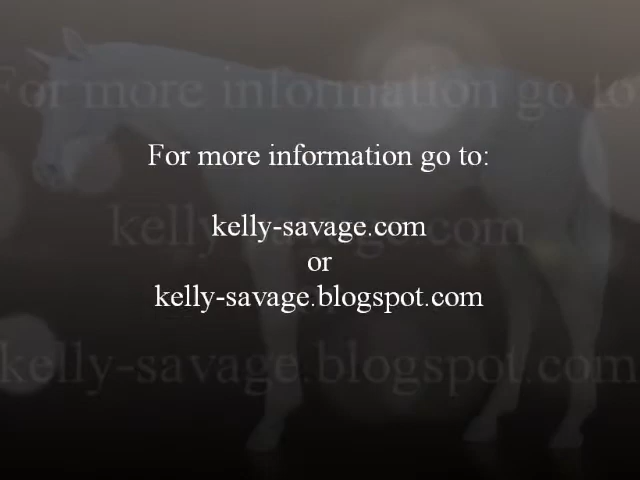 For more information go to:
kelly-savage.com
or
kelly-savage.blogspot.com